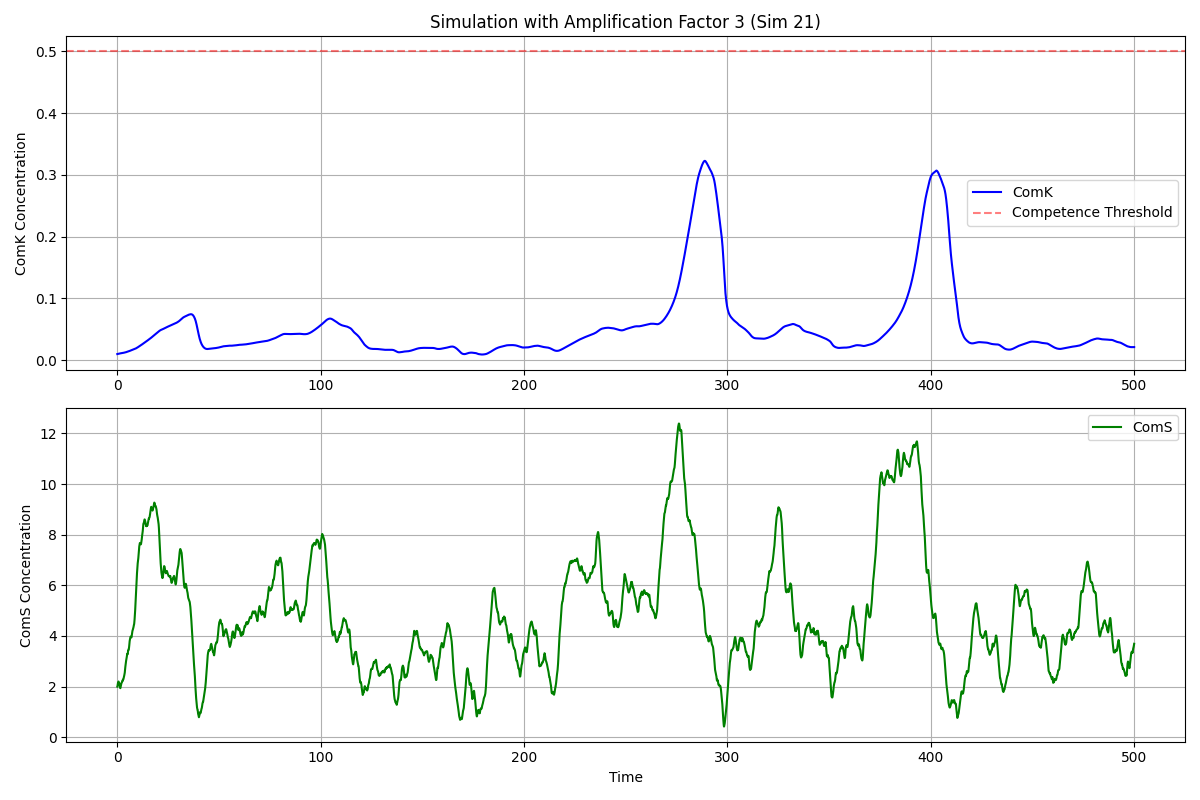 Simulation with Amplification Factor 3 (Sim 21)
ComK Concentration
0.5
0.4
0.3
0.2
0.1
0.0
ComK
Competence Threshold
0 100 200 300 400 500
ComS Concentration
12
10
8
6
4
2
0
ComS
0 100 200 300 400 500
Time